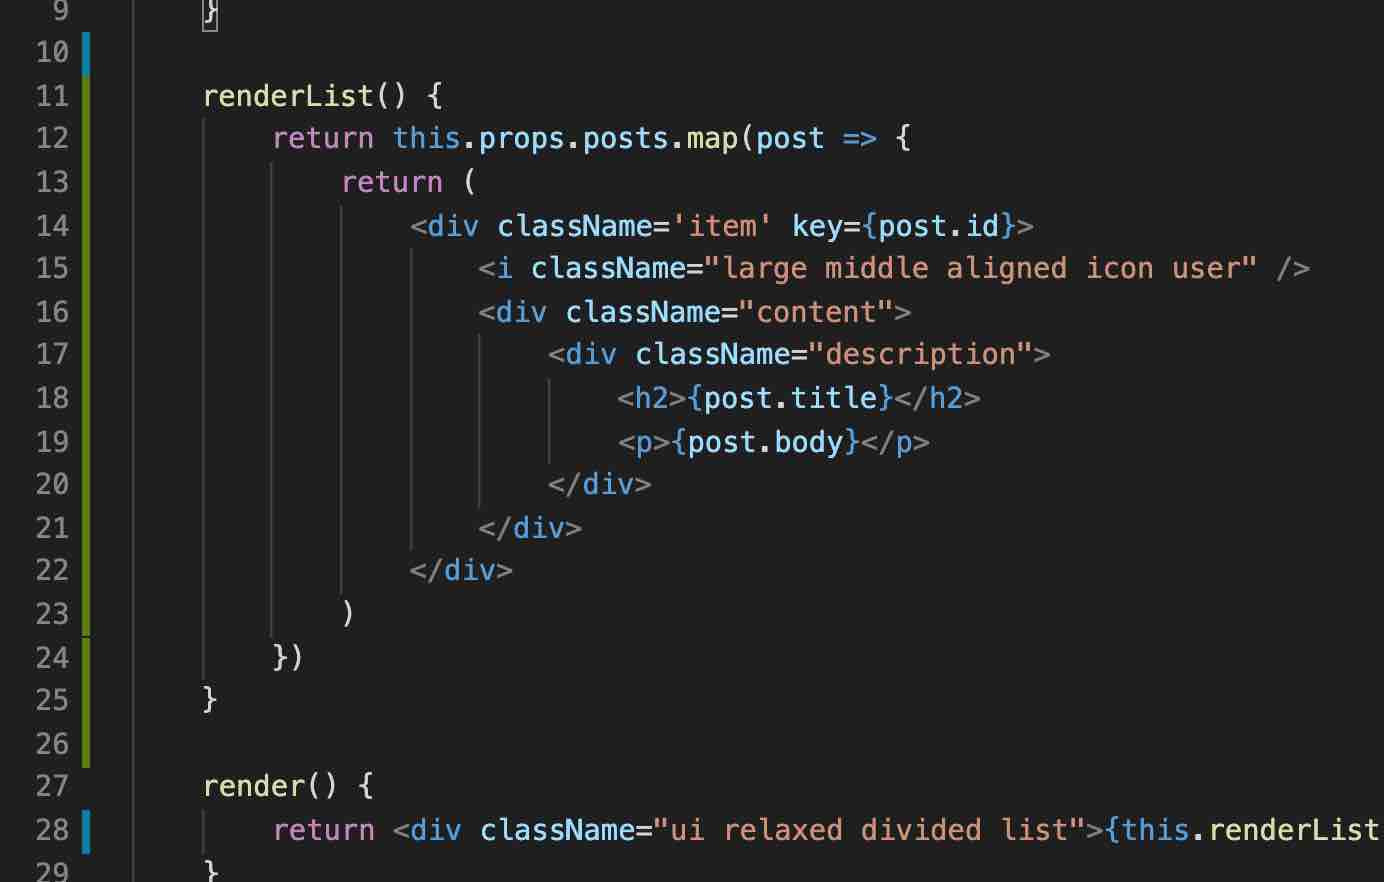 9 }
10
11 renderList() {
12 return this.props.posts.map(post => {
13 return (
14 <div className='item' key={post.id}>
15 <i className="large middle aligned icon user" />
16 <div className="content">
17 <div className="description">
18 <h2>{post.title}</h2>
19 <p>{post.body}</p>
20 </div>
21 </div>
22 </div>
23 )
24 })
25 }
26
27 render() {
28 return <div className="ui relaxed divided list">{this.renderList
29 }